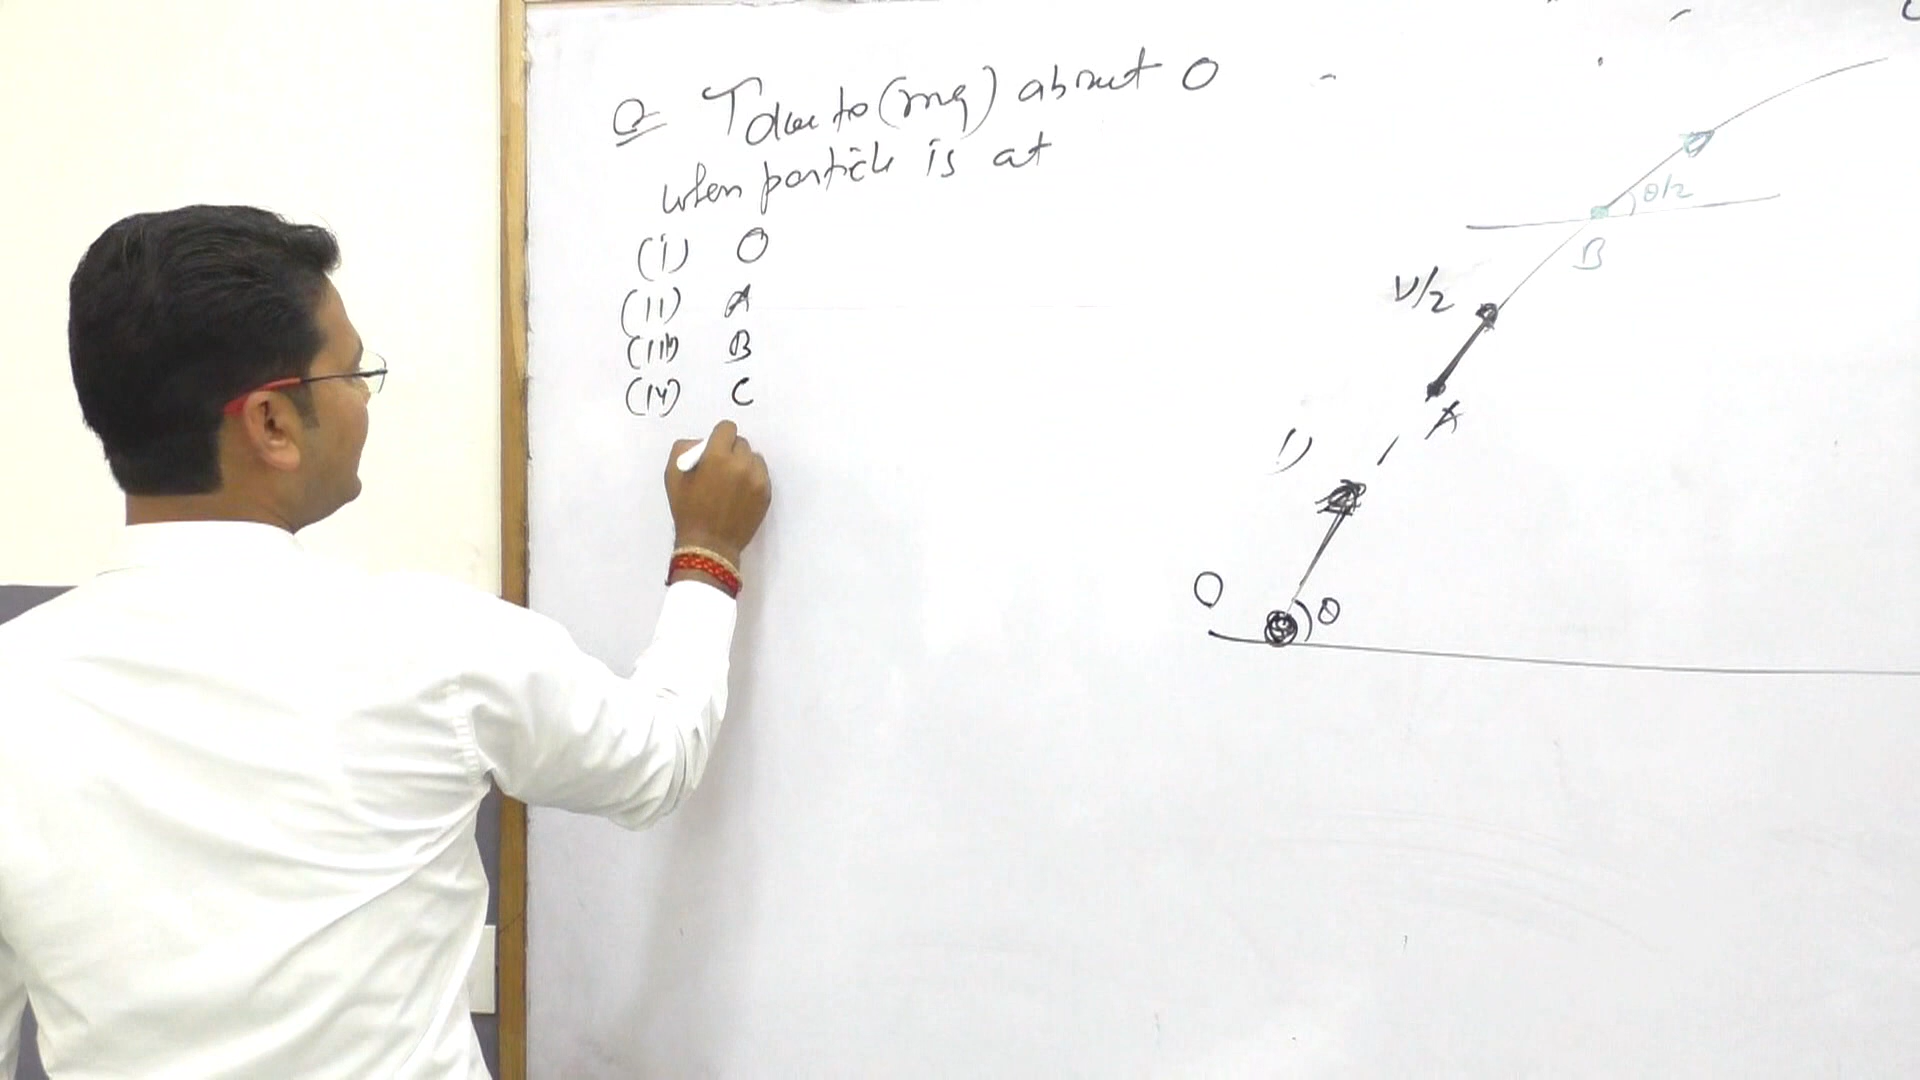 Q τ due to (mg) about O
when particle is at
(i) O
(ii) A
(iii) B
(iv) C
θ/2
B
v/2
A
v
O θ